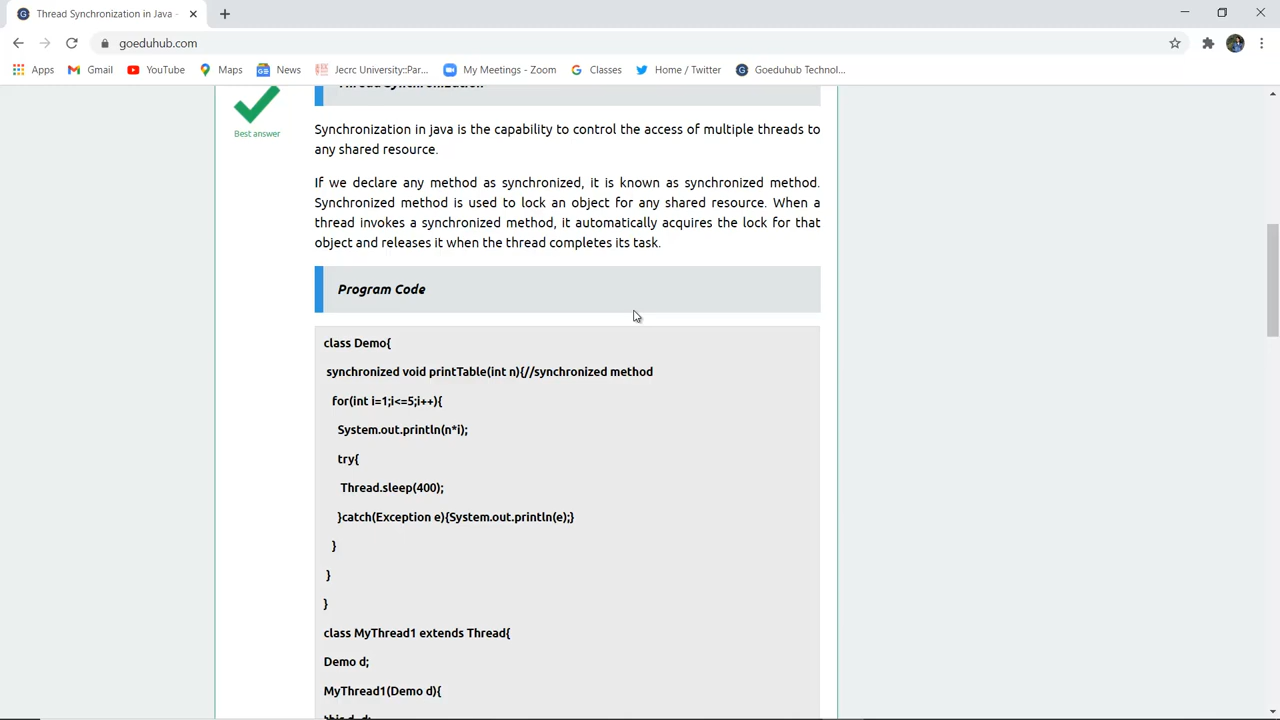 Thread Synchronization in Java -
goeduhub.com
Apps
Gmail
YouTube
Maps
News
Jecrc University::Par...
My Meetings - Zoom
Classes
Home / Twitter
Goeduhub Technol...
Thread Synchronization
Best answer
Synchronization in java is the capability to control the access of multiple threads to
any shared resource.
If we declare any method as synchronized, it is known as synchronized method.
Synchronized method is used to lock an object for any shared resource. When a
thread invokes a synchronized method, it automatically acquires the lock for that
object and releases it when the thread completes its task.
Program Code
class Demo{
synchronized void printTable(int n){//synchronized method
for(int i=1;i<=5;i++){
System.out.println(n*i);
try{
Thread.sleep(400);
}catch(Exception e){System.out.println(e);}
}
}
}
class MyThread1 extends Thread{
Demo d;
MyThread1(Demo d){